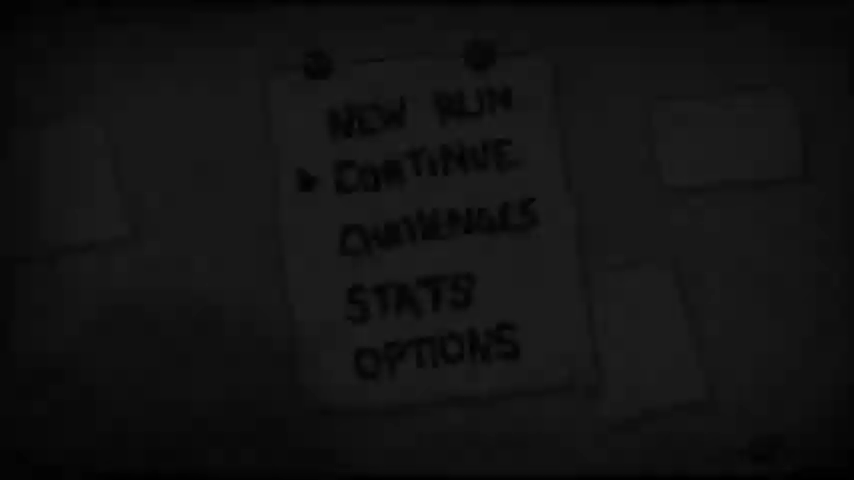 NEW RUN
CONTINUE
CHALLENGES
STATS
OPTIONS